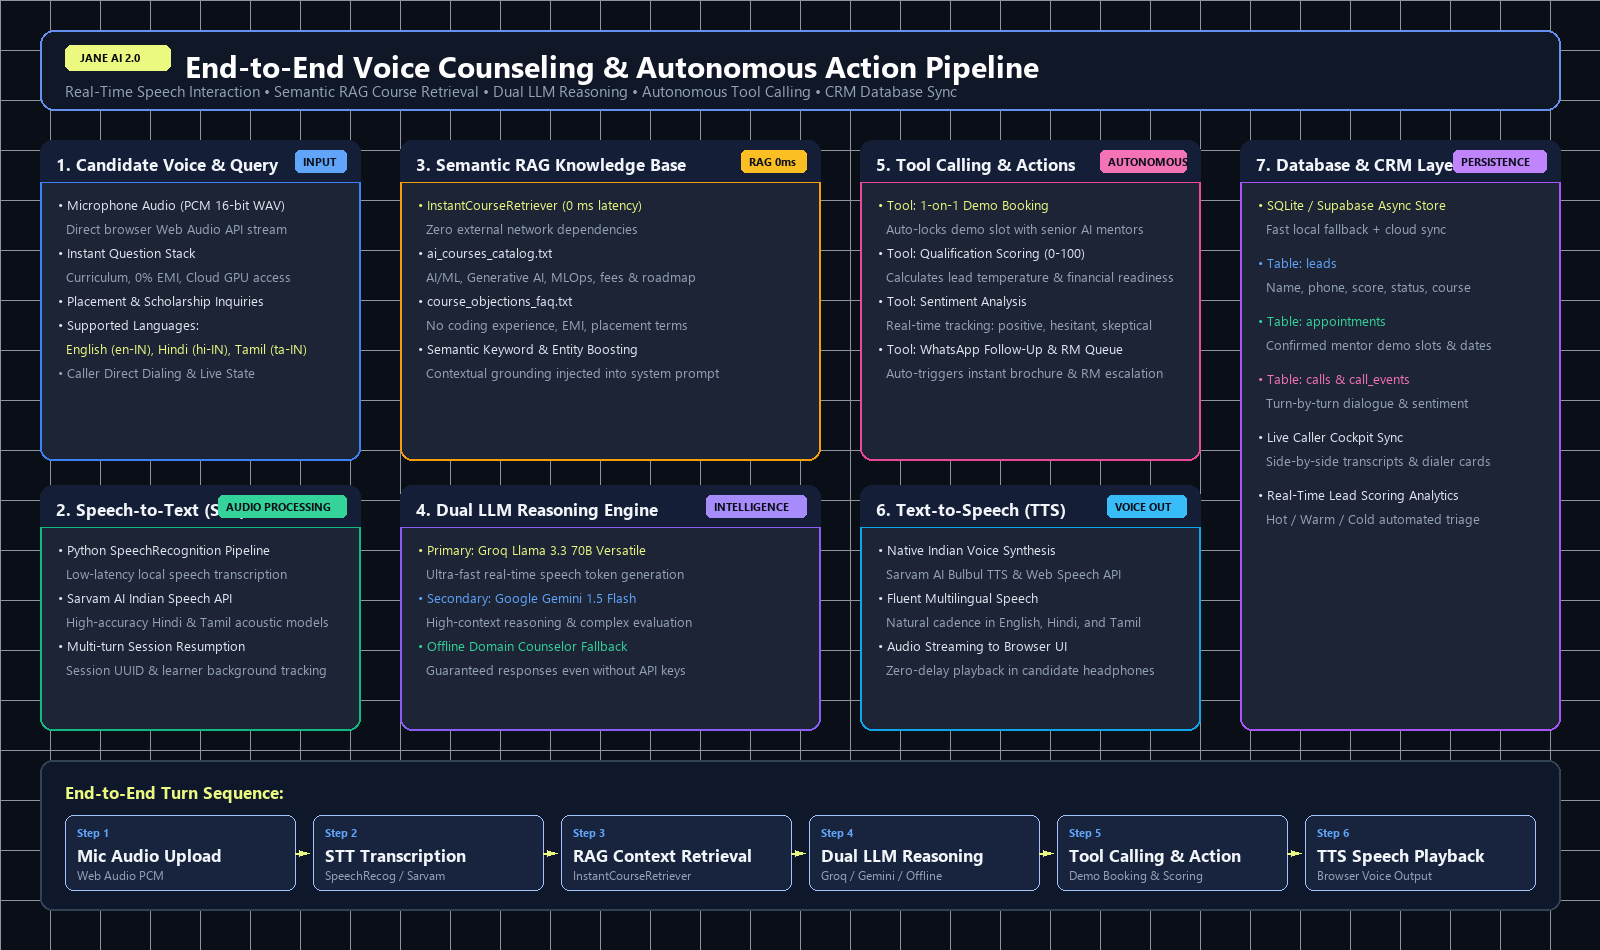 JANE AI 2.0
End-to-End Voice Counseling & Autonomous Action Pipeline
Real-Time Speech Interaction • Semantic RAG Course Retrieval • Dual LLM Reasoning • Autonomous Tool Calling • CRM Database Sync
1. Candidate Voice & Query
INPUT
• Microphone Audio (PCM 16-bit WAV)
Direct browser Web Audio API stream
• Instant Question Stack
Curriculum, 0% EMI, Cloud GPU access
• Placement & Scholarship Inquiries
• Supported Languages:
English (en-IN), Hindi (hi-IN), Tamil (ta-IN)
• Caller Direct Dialing & Live State
2. Speech-to-Text
AUDIO PROCESSING
• Python SpeechRecognition Pipeline
Low-latency local speech transcription
• Sarvam AI Indian Speech API
High-accuracy Hindi & Tamil acoustic models
• Multi-turn Session Resumption
Session UUID & learner background tracking
3. Semantic RAG Knowledge Base
RAG 0ms
• InstantCourseRetriever (0 ms latency)
Zero external network dependencies
• ai_courses_catalog.txt
AI/ML, Generative AI, MLOps, fees & roadmap
• course_objections_faq.txt
No coding experience, EMI, placement terms
• Semantic Keyword & Entity Boosting
Contextual grounding injected into system prompt
4. Dual LLM Reasoning Engine
INTELLIGENCE
• Primary: Groq Llama 3.3 70B Versatile
Ultra-fast real-time speech token generation
• Secondary: Google Gemini 1.5 Flash
High-context reasoning & complex evaluation
• Offline Domain Counselor Fallback
Guaranteed responses even without API keys
5. Tool Calling & Actions
AUTONOMOUS
• Tool: 1-on-1 Demo Booking
Auto-locks demo slot with senior AI mentors
• Tool: Qualification Scoring (0-100)
Calculates lead temperature & financial readiness
• Tool: Sentiment Analysis
Real-time tracking: positive, hesitant, skeptical
• Tool: WhatsApp Follow-Up & RM Queue
Auto-triggers instant brochure & RM escalation
6. Text-to-Speech (TTS)
VOICE OUT
• Native Indian Voice Synthesis
Sarvam AI Bulbul TTS & Web Speech API
• Fluent Multilingual Speech
Natural cadence in English, Hindi, and Tamil
• Audio Streaming to Browser UI
Zero-delay playback in candidate headphones
7. Database & CRM Laye
PERSISTENCE
• SQLite / Supabase Async Store
Fast local fallback + cloud sync
• Table: leads
Name, phone, score, status, course
• Table: appointments
Confirmed mentor demo slots & dates
• Table: calls & call_events
Turn-by-turn dialogue & sentiment
• Live Caller Cockpit Sync
Side-by-side transcripts & dialer cards
• Real-Time Lead Scoring Analytics
Hot / Warm / Cold automated triage
End-to-End Turn Sequence:
Step 1
Mic Audio Upload
Web Audio PCM
Step 2
STT Transcription
SpeechRecog / Sarvam
Step 3
RAG Context Retrieval
InstantCourseRetriever
Step 4
Dual LLM Reasoning
Groq / Gemini / Offline
Step 5
Tool Calling & Action
Demo Booking & Scoring
Step 6
TTS Speech Playback
Browser Voice Output